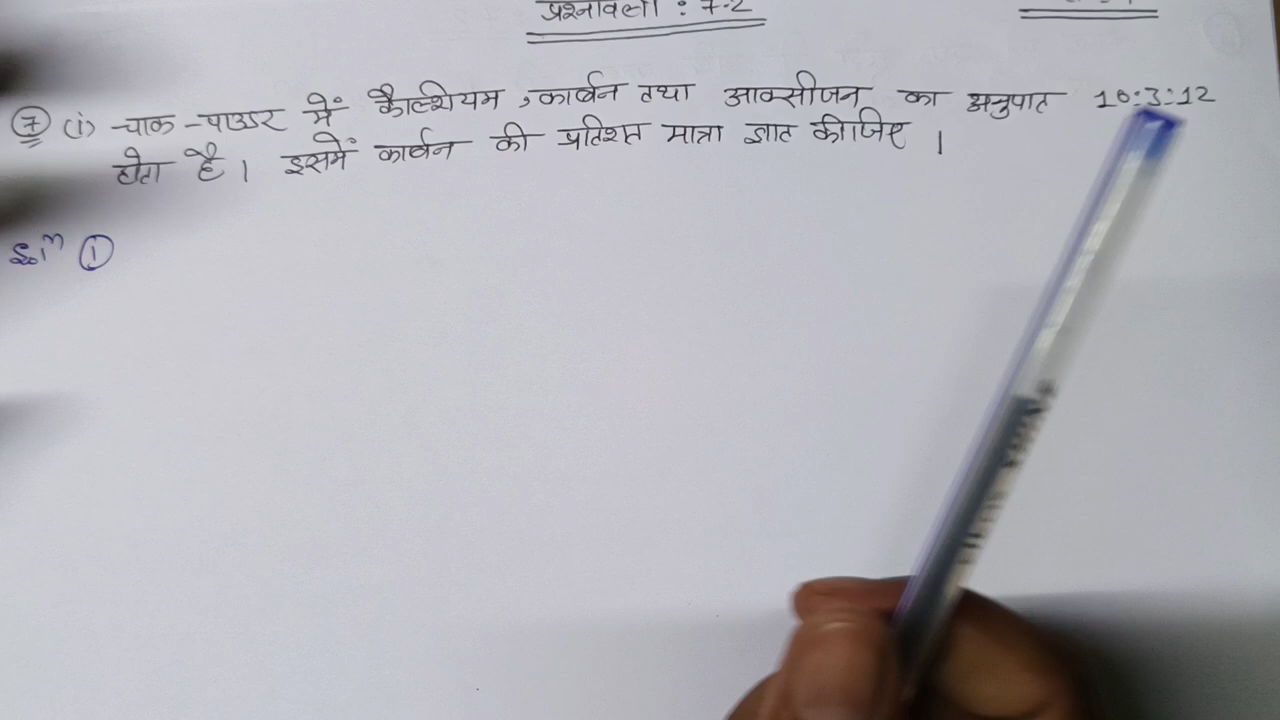 प्रश्नावली : 7.2
⑦ (i) चाक - पाउडर में कैल्शियम , कार्बन तथा आक्सीजन का अनुपात 10:3:12
होता है । इसमें कार्बन की प्रतिशत मात्रा ज्ञात कीजिए ।
Solⁿ ①